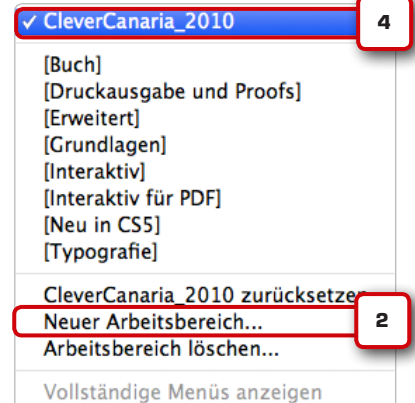 ✓ CleverCanaria_2010 4
[Buch]
[Druckausgabe und Proofs]
[Erweitert]
[Grundlagen]
[Interaktiv]
[Interaktiv für PDF]
[Neu in CS5]
[Typografie]
CleverCanaria_2010 zurücksetzen
Neuer Arbeitsbereich... 2
Arbeitsbereich löschen...
Vollständige Menüs anzeigen